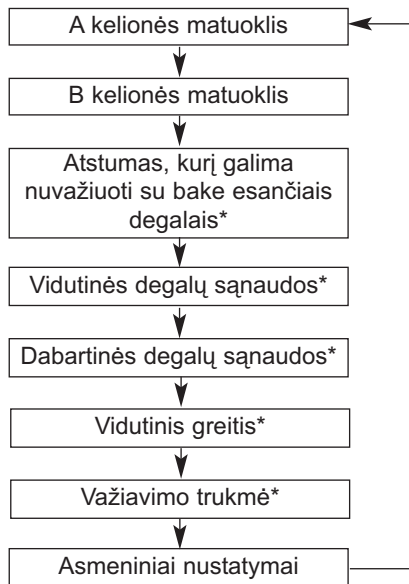 A kelionės matuoklis
B kelionės matuoklis
Atstumas, kurį galima
nuvažiuoti su bake esančiais
degalais*
Vidutinės degalų sąnaudos*
Dabartinės degalų sąnaudos*
Vidutinis greitis*
Važiavimo trukmė*
Asmeniniai nustatymai